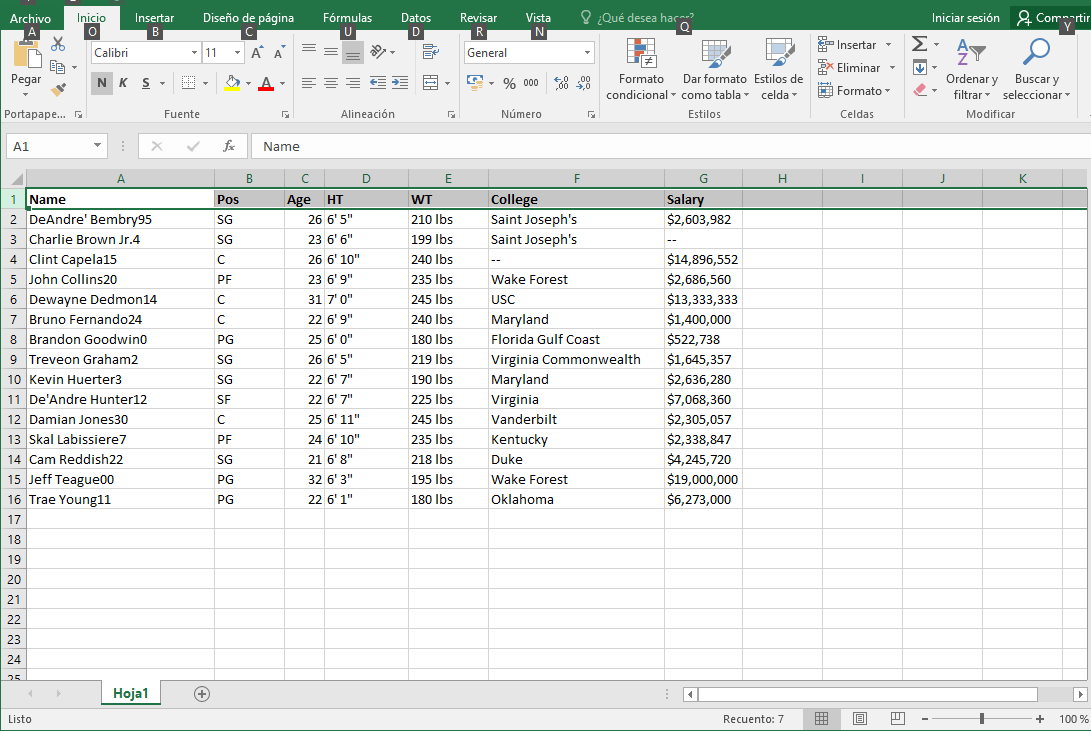 Archivo Inicio Insertar Diseño de página Fórmulas Datos Revisar Vista ¿Qué desea hacer? Iniciar sesión Compartir
A O B C U D R N Q Y
Calibri 11 General Insertar
Pegar N K S % 000 Formato condicional Dar formato como tabla Estilos de celda Eliminar Ordenar y filtrar Buscar y seleccionar
Formato
Portapape... Fuente Alineación Número Estilos Celdas Modificar
A1 fx Name
A B C D E F G H I J K
1 Name Pos Age HT WT College Salary
2 DeAndre' Bembry95 SG 26 6' 5" 210 lbs Saint Joseph's $2,603,982
3 Charlie Brown Jr.4 SG 23 6' 6" 199 lbs Saint Joseph's --
4 Clint Capela15 C 26 6' 10" 240 lbs -- $14,896,552
5 John Collins20 PF 23 6' 9" 235 lbs Wake Forest $2,686,560
6 Dewayne Dedmon14 C 31 7' 0" 245 lbs USC $13,333,333
7 Bruno Fernando24 C 22 6' 9" 240 lbs Maryland $1,400,000
8 Brandon Goodwin0 PG 25 6' 0" 180 lbs Florida Gulf Coast $522,738
9 Treveon Graham2 SG 26 6' 5" 219 lbs Virginia Commonwealth $1,645,357
10 Kevin Huerter3 SG 22 6' 7" 190 lbs Maryland $2,636,280
11 De'Andre Hunter12 SF 22 6' 7" 225 lbs Virginia $7,068,360
12 Damian Jones30 C 25 6' 11" 245 lbs Vanderbilt $2,305,057
13 Skal Labissiere7 PF 24 6' 10" 235 lbs Kentucky $2,338,847
14 Cam Reddish22 SG 21 6' 8" 218 lbs Duke $4,245,720
15 Jeff Teague00 PG 32 6' 3" 195 lbs Wake Forest $19,000,000
16 Trae Young11 PG 22 6' 1" 180 lbs Oklahoma $6,273,000
17
18
19
20
21
22
23
24
25
Hoja1
Listo Recuento: 7 100 %